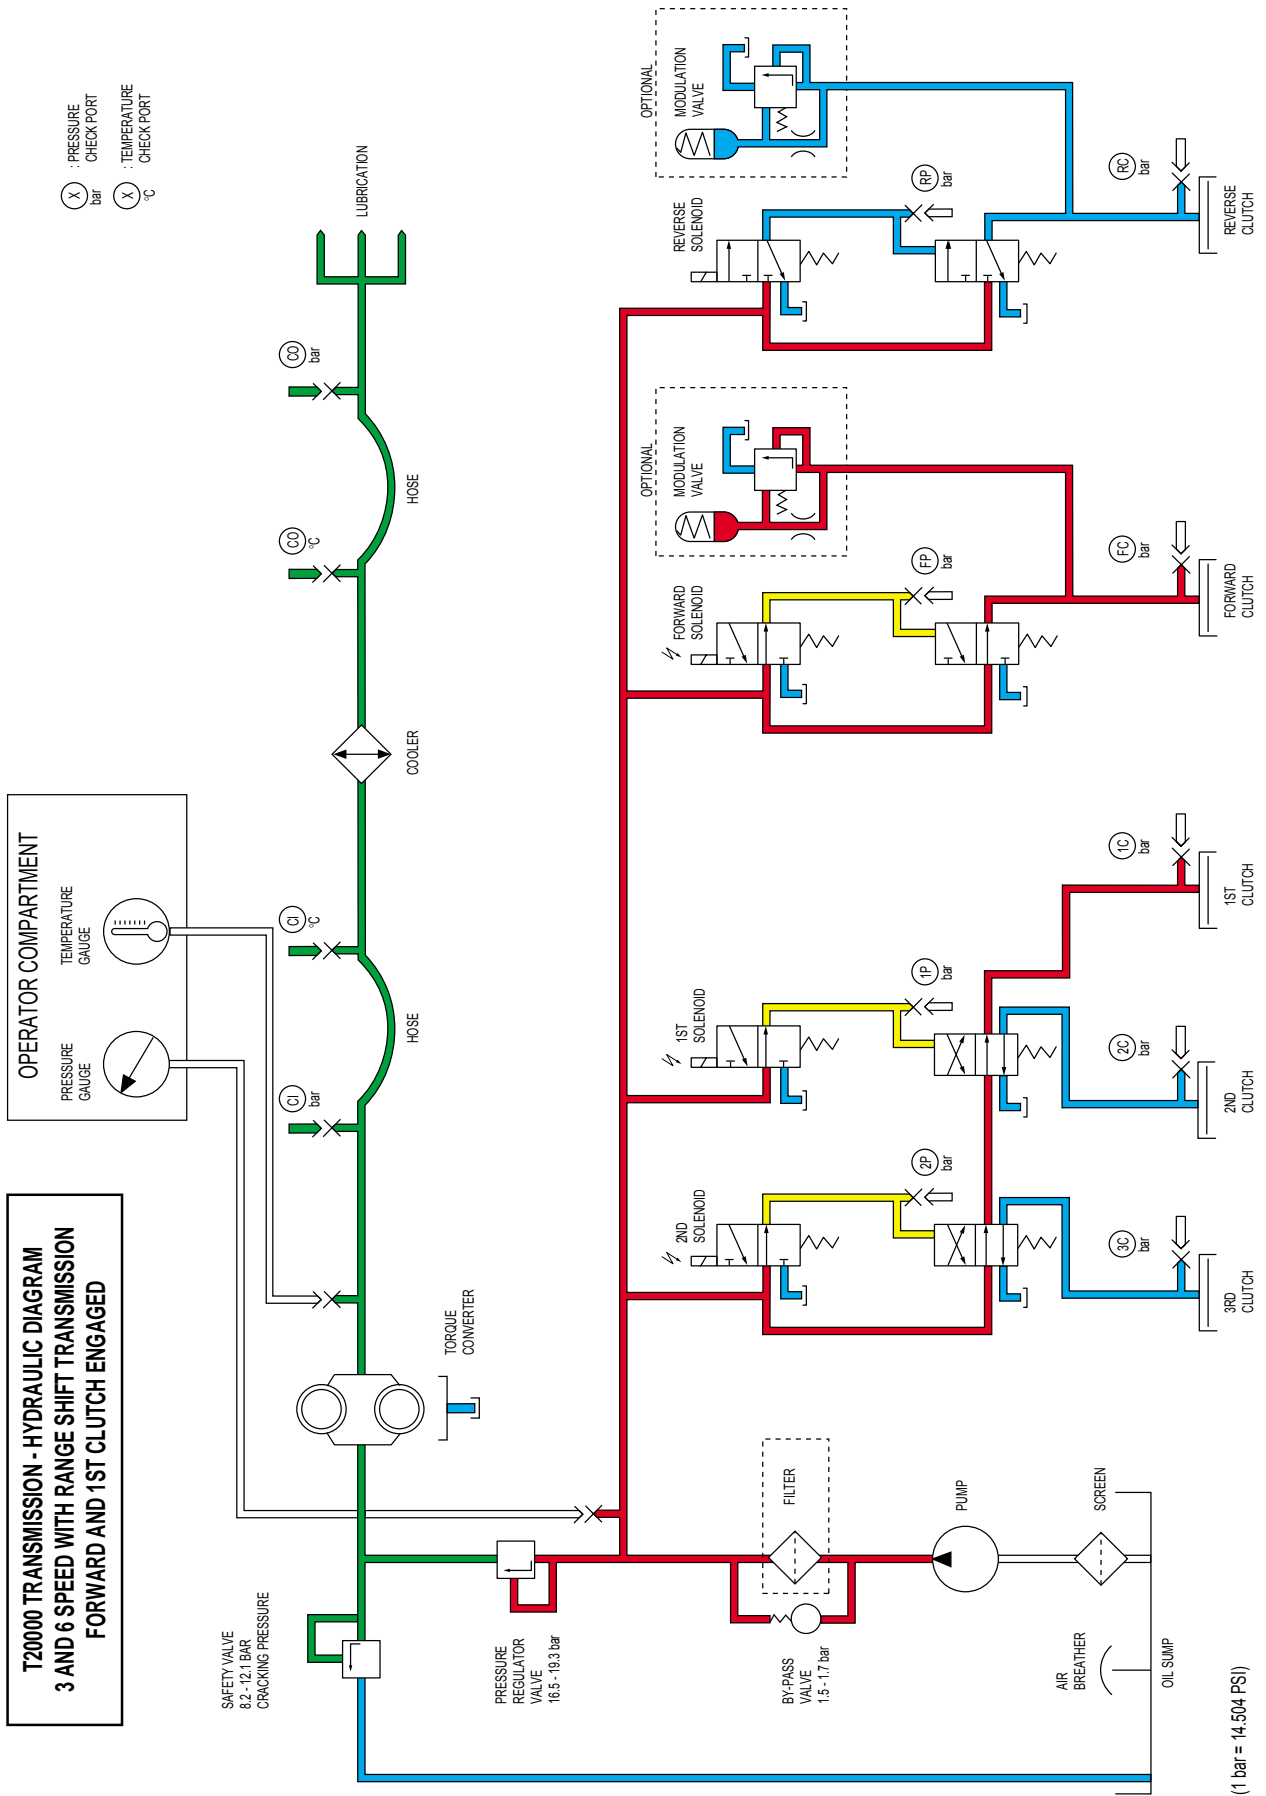 T20000 TRANSMISSION - HYDRAULIC DIAGRAM
3 AND 6 SPEED WITH RANGE SHIFT TRANSMISSION
FORWARD AND 1ST CLUTCH ENGAGED
OPERATOR COMPARTMENT
PRESSURE
GAUGE
TEMPERATURE
GAUGE
X
bar
: PRESSURE
CHECK PORT
X
°C
: TEMPERATURE
CHECK PORT
SAFETY VALVE
8.2 - 12.1 BAR
CRACKING PRESSURE
TORQUE
CONVERTER
CI
bar
HOSE
CI
°C
COOLER
CO
°C
HOSE
CO
bar
LUBRICATION
PRESSURE
REGULATOR
VALVE
16.5 - 19.3 bar
BY-PASS
VALVE
1.5 - 1.7 bar
FILTER
PUMP
SCREEN
AIR
BREATHER
OIL SUMP
2ND
SOLENOID
2P
bar
3C
bar
3RD
CLUTCH
1ST
SOLENOID
1P
bar
2C
bar
2ND
CLUTCH
1C
bar
1ST
CLUTCH
OPTIONAL
MODULATION
VALVE
FORWARD
SOLENOID
FP
bar
FC
bar
FORWARD
CLUTCH
OPTIONAL
MODULATION
VALVE
REVERSE
SOLENOID
RP
bar
RC
bar
REVERSE
CLUTCH
(1 bar = 14.504 PSI)